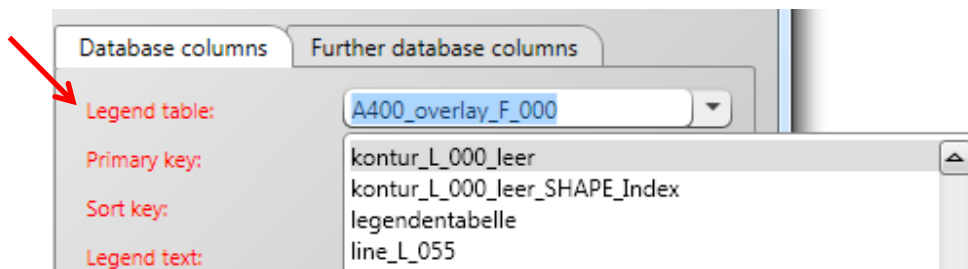 Database columns Further database columns
Legend table: A400_overlay_F_000
Primary key: kontur_L_000_leer
kontur_L_000_leer_SHAPE_Index
Sort key: legendentabelle
Legend text: line_L_055